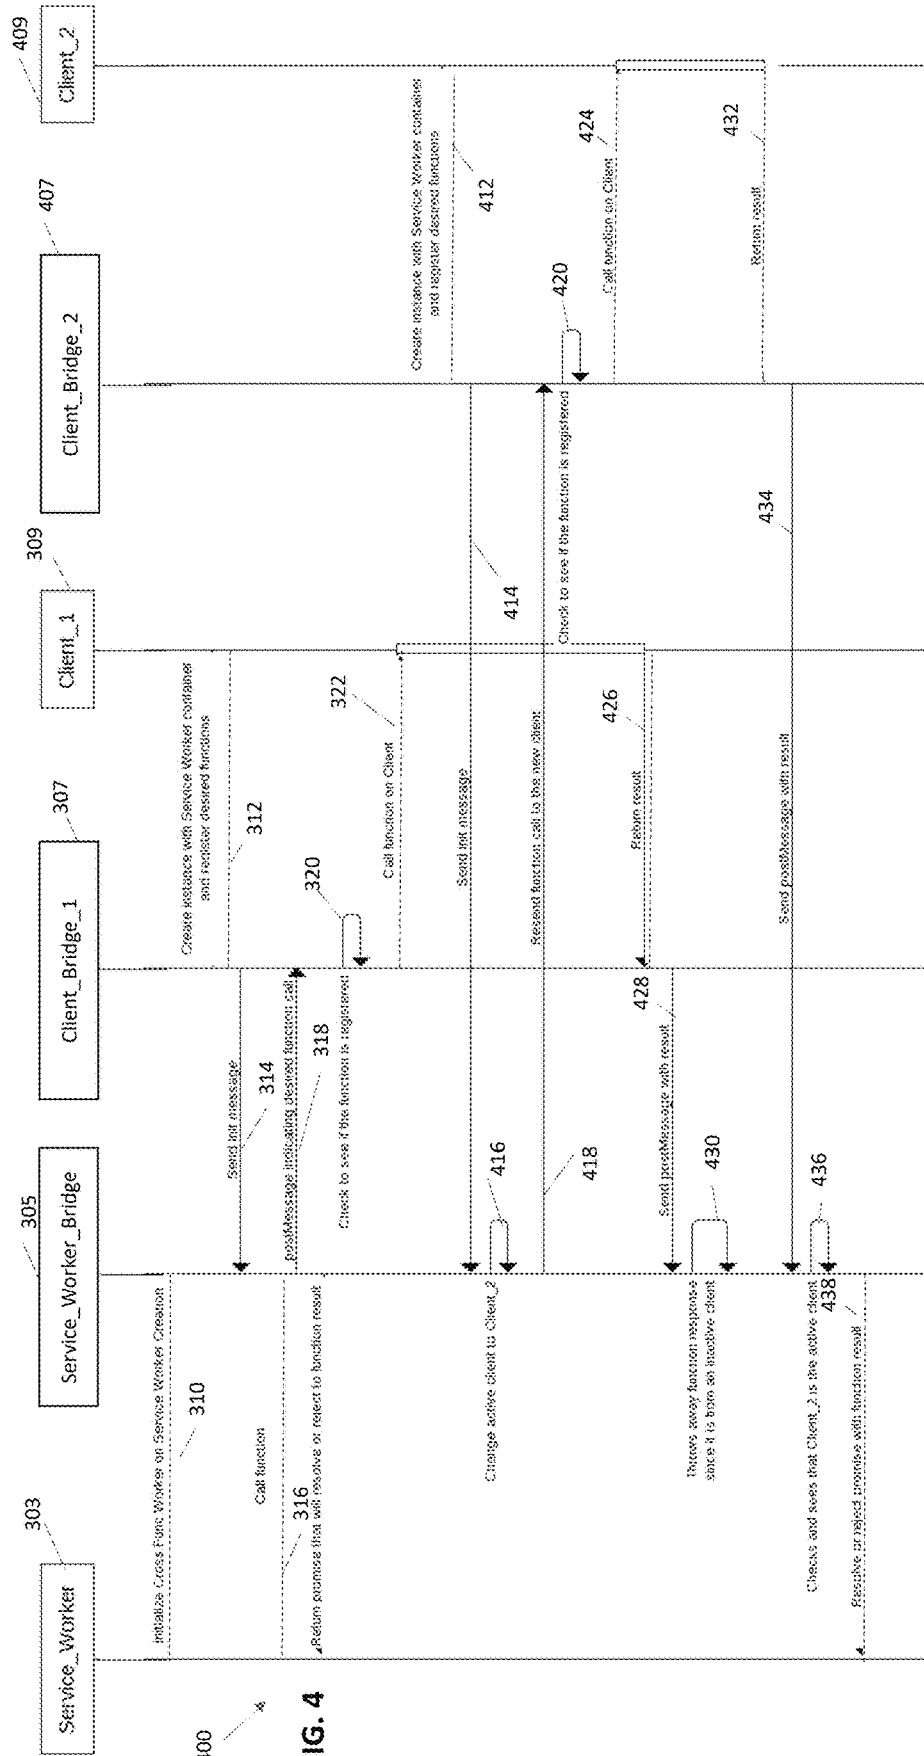 303
Service_Worker
305
Service_Worker_Bridge
307
Client_Bridge_1
309
Client_1
407
Client_Bridge_2
409
Client_2
Initialize Cross Func Worker on Service Worker Creation
310
Create instance with Service Worker container
and register desired functions
312
Send init message
314
Call function
316
postMessage indicating desired function call
318
Return promise that will resolve or reject to function result
Check to see if the function is registered
320
Call function on Client
322
Create instance with Service Worker container
and register desired functions
412
Send init message
414
Change active client to Client_2
416
Resend function call to the new client
418
Check to see if the function is registered
420
Call function on Client
424
Return result
426
Send postMessage with result
428
Throws away function response
since it is from an inactive client
430
Return result
432
Send postMessage with result
434
Checks and sees that Client_2 is the active client
436
438
Resolve or reject promise with function result
400
IG. 4